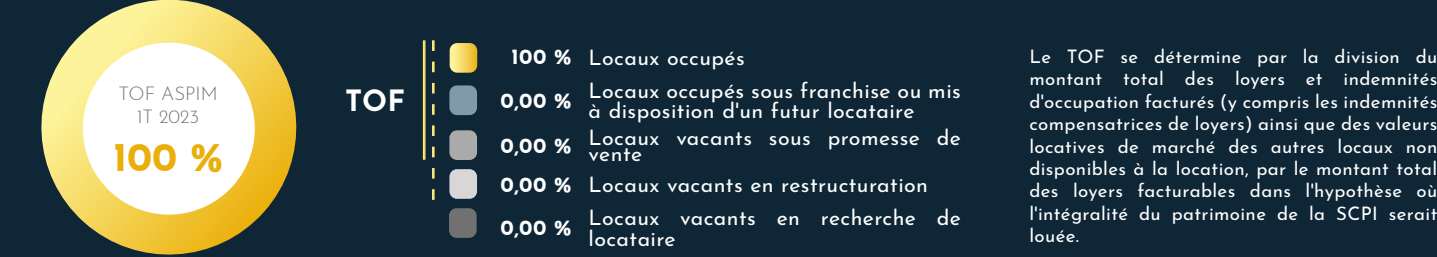 TOF ASPIM
1T 2023
100 %
TOF
100 % Locaux occupés
0,00 % Locaux occupés sous franchise ou mis
à disposition d'un futur locataire
0,00 % Locaux vacants sous promesse de
vente
0,00 % Locaux vacants en restructuration
0,00 % Locaux vacants en recherche de
locataire
Le TOF se détermine par la division du
montant total des loyers et indemnités
d'occupation facturés (y compris les indemnités
compensatrices de loyers) ainsi que des valeurs
locatives de marché des autres locaux non
disponibles à la location, par le montant total
des loyers facturables dans l'hypothèse où
l'intégralité du patrimoine de la SCPI serait
louée.